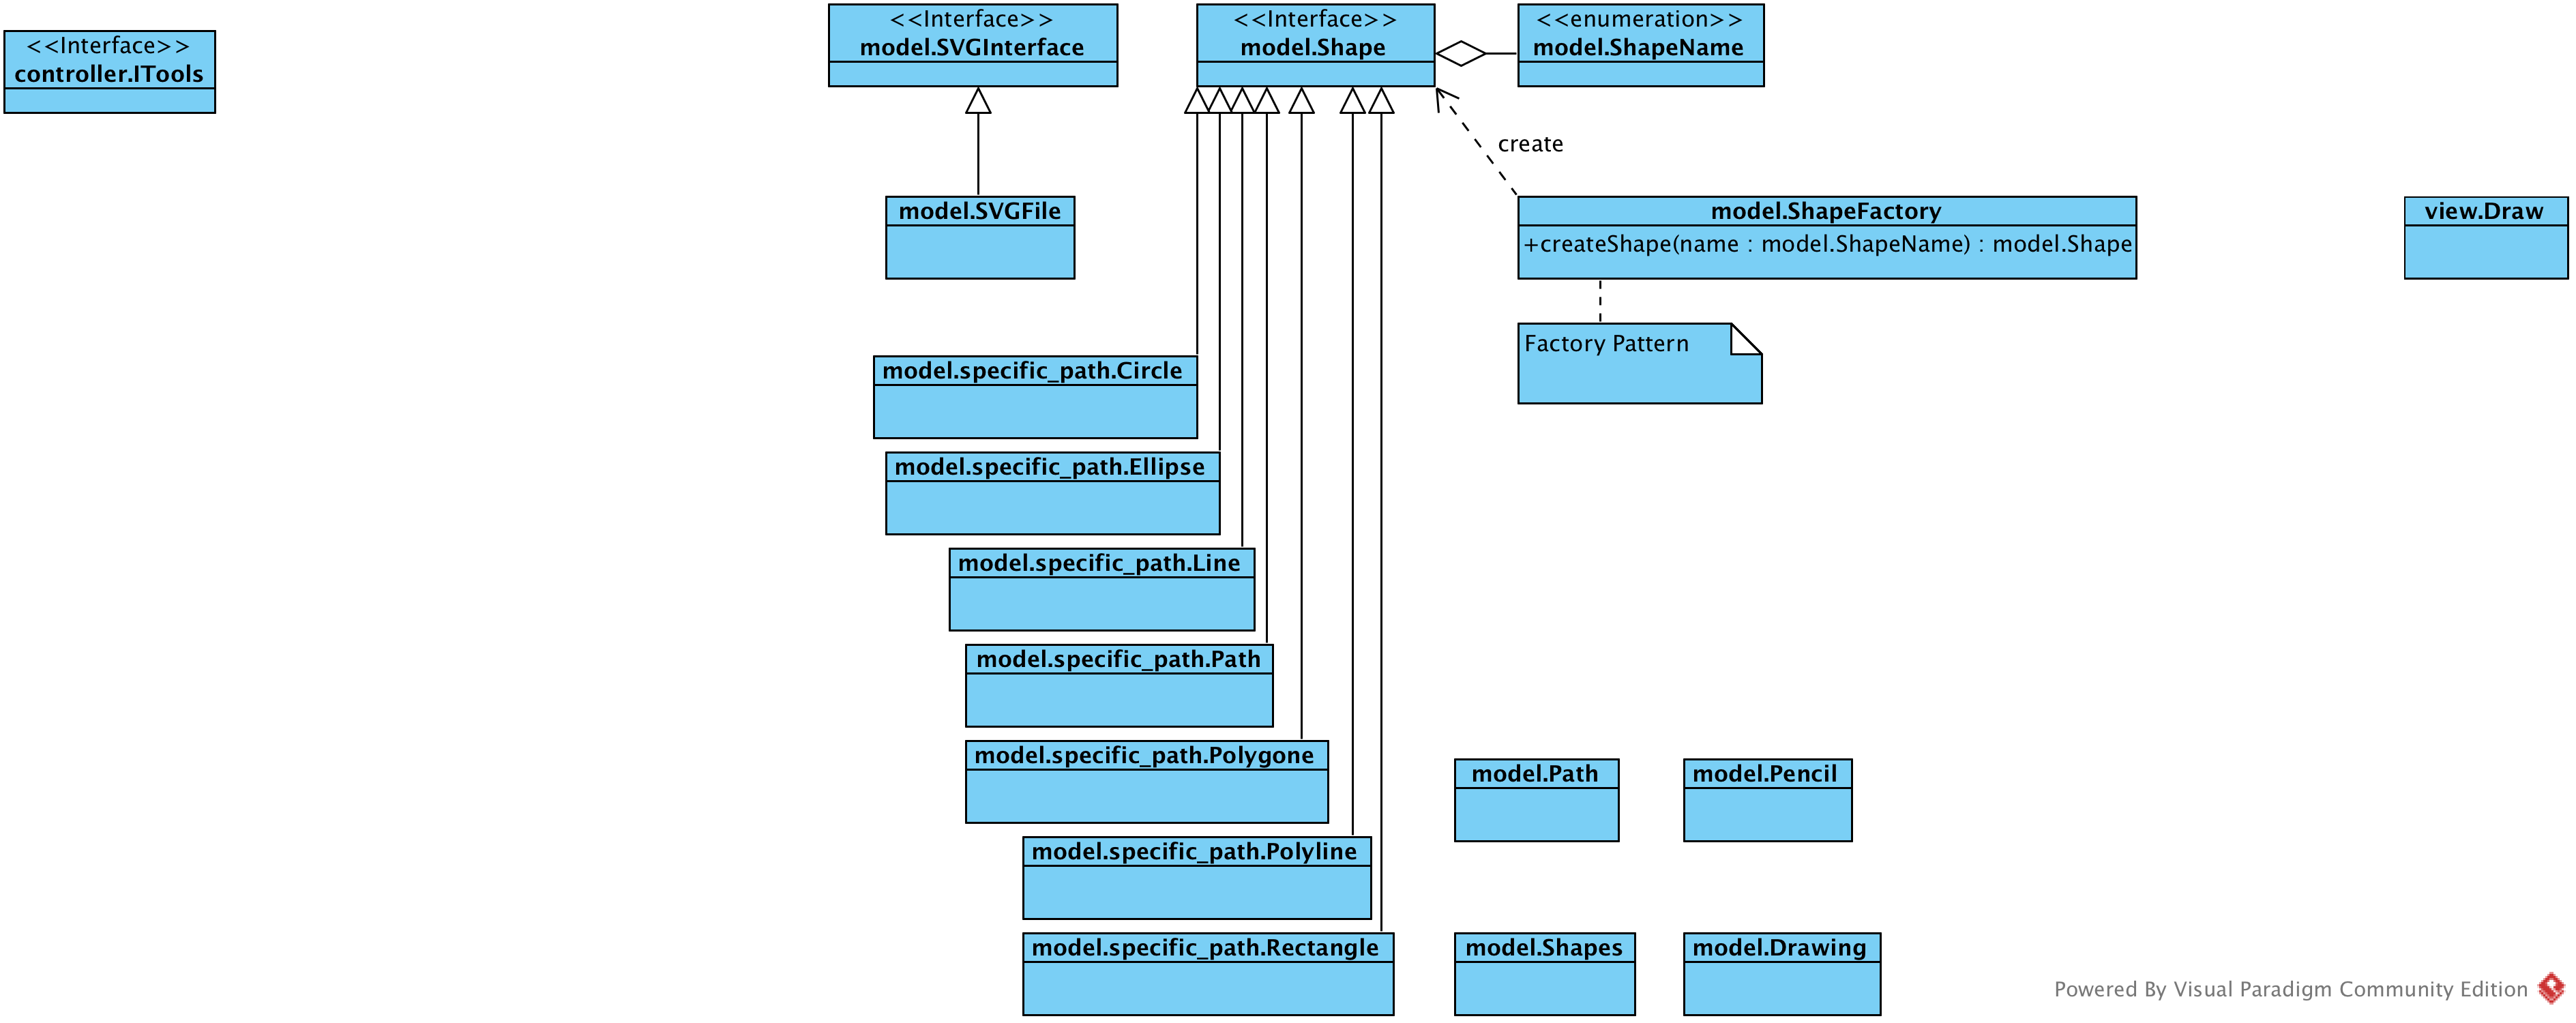 <<Interface>>
controller.ITools
<<Interface>>
model.SVGInterface
<<Interface>>
model.Shape
<<enumeration>>
model.ShapeName
create
model.SVGFile
model.ShapeFactory
+createShape(name : model.ShapeName) : model.Shape
view.Draw
Factory Pattern
model.specific_path.Circle
model.specific_path.Ellipse
model.specific_path.Line
model.specific_path.Path
model.specific_path.Polygone
model.Path
model.Pencil
model.specific_path.Polyline
model.specific_path.Rectangle
model.Shapes
model.Drawing
Powered By Visual Paradigm Community Edition